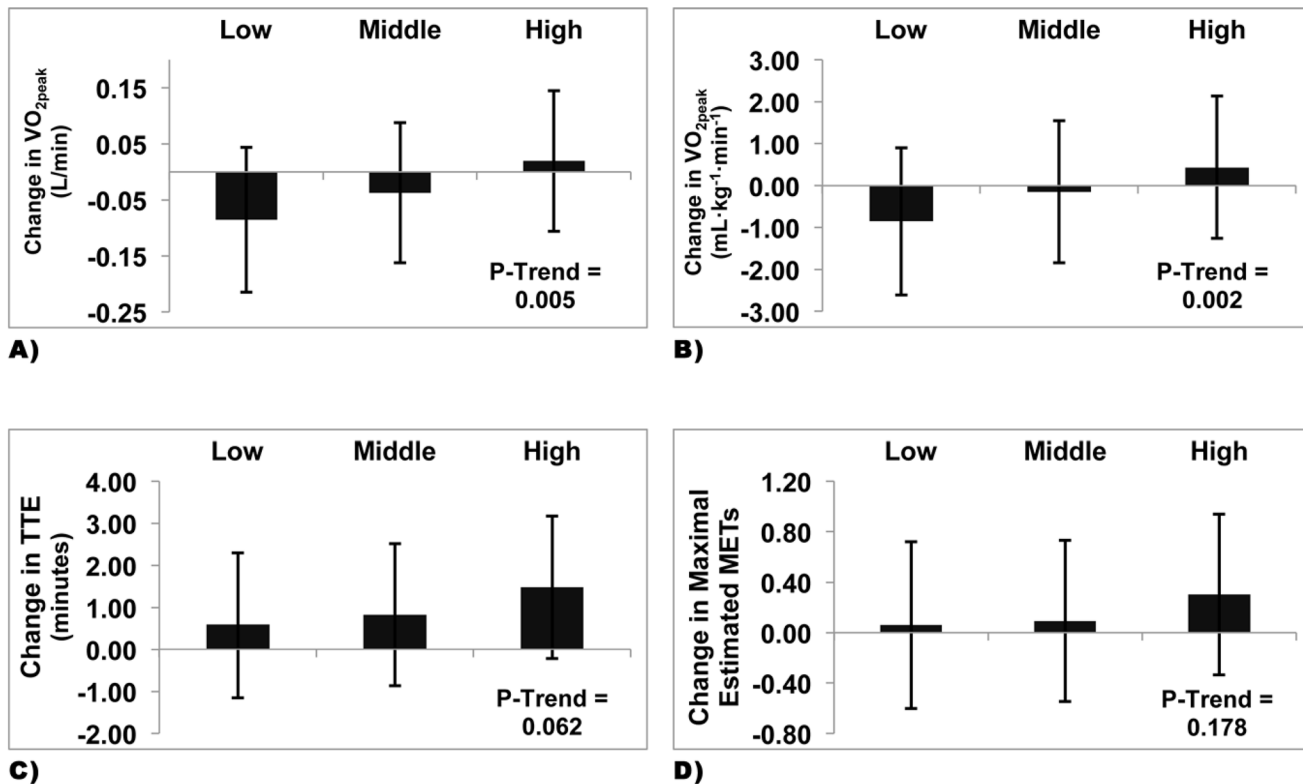 Low Middle High
Change in VO2peak
(L/min)
0.15
0.05
-0.05
-0.15
-0.25
P-Trend =
0.005
A)
Low Middle High
Change in VO2peak
(mL·kg-1·min-1)
3.00
2.00
1.00
0.00
-1.00
-2.00
-3.00
P-Trend =
0.002
B)
Low Middle High
Change in TTE
(minutes)
4.00
3.00
2.00
1.00
0.00
-1.00
-2.00
P-Trend =
0.062
C)
Low Middle High
Change in Maximal
Estimated METs
1.20
0.80
0.40
0.00
-0.40
-0.80
P-Trend =
0.178
D)